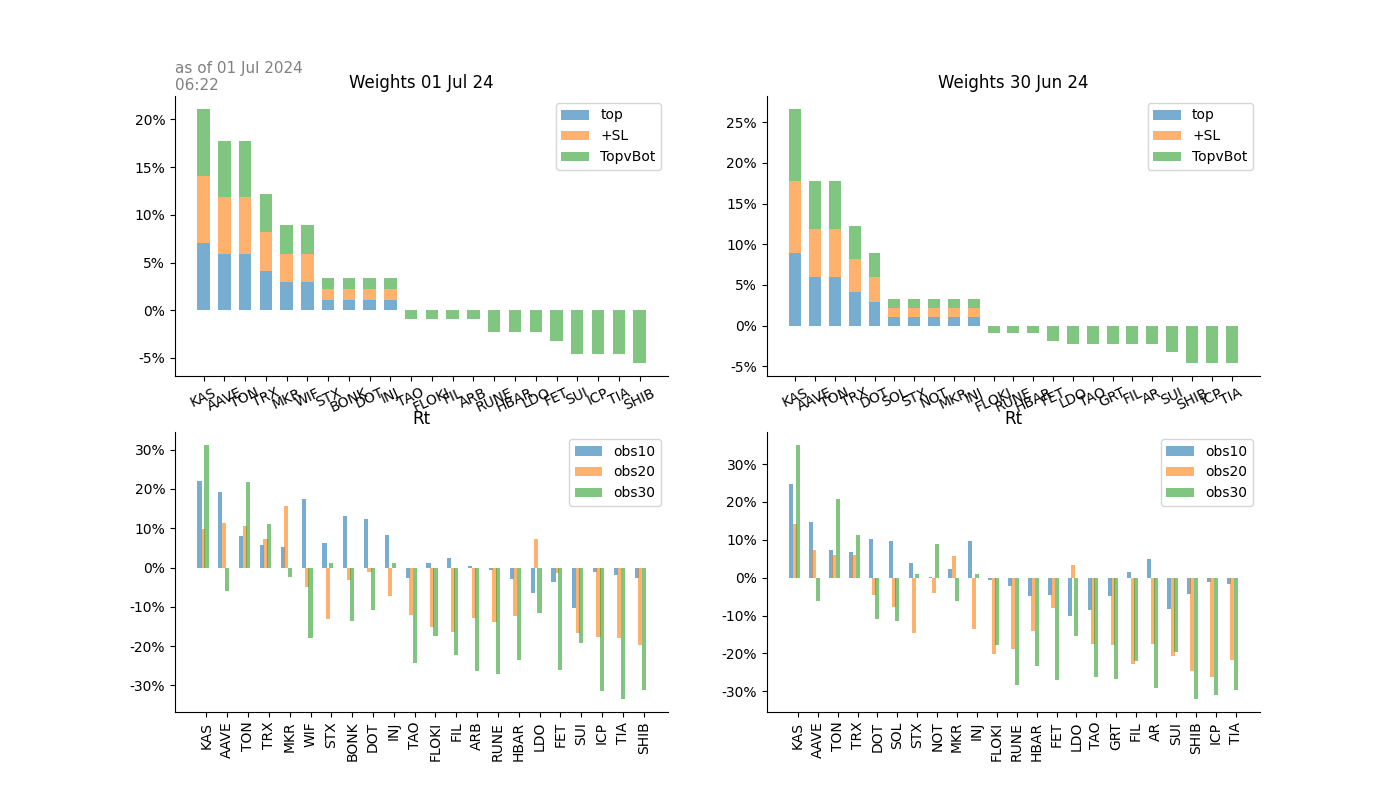 as of 01 Jul 2024
06:22
Weights 01 Jul 24
20%
15%
10%
5%
0%
-5%
top
+SL
TopvBot
KAS AAVE TON TRX MKR WIF STX BONK DOT INJ TAO FLOKI FIL ARB RUNE HBAR LDO FET SUI ICP TIA SHIB
Weights 30 Jun 24
25%
20%
15%
10%
5%
0%
-5%
top
+SL
TopvBot
KAS AAVE TON TRX DOT SOL STX NOT MKR INJ FLOKI RUNE HBAR FET LDO TAO GRT FIL AR SUI SHIB ICP TIA
Rt
30%
20%
10%
0%
-10%
-20%
-30%
obs10
obs20
obs30
KAS AAVE TON TRX MKR WIF STX BONK DOT INJ TAO FLOKI FIL ARB RUNE HBAR LDO FET SUI ICP TIA SHIB
Rt
30%
20%
10%
0%
-10%
-20%
-30%
obs10
obs20
obs30
KAS AAVE TON TRX DOT SOL STX NOT MKR INJ FLOKI RUNE HBAR FET LDO TAO GRT FIL AR SUI SHIB ICP TIA